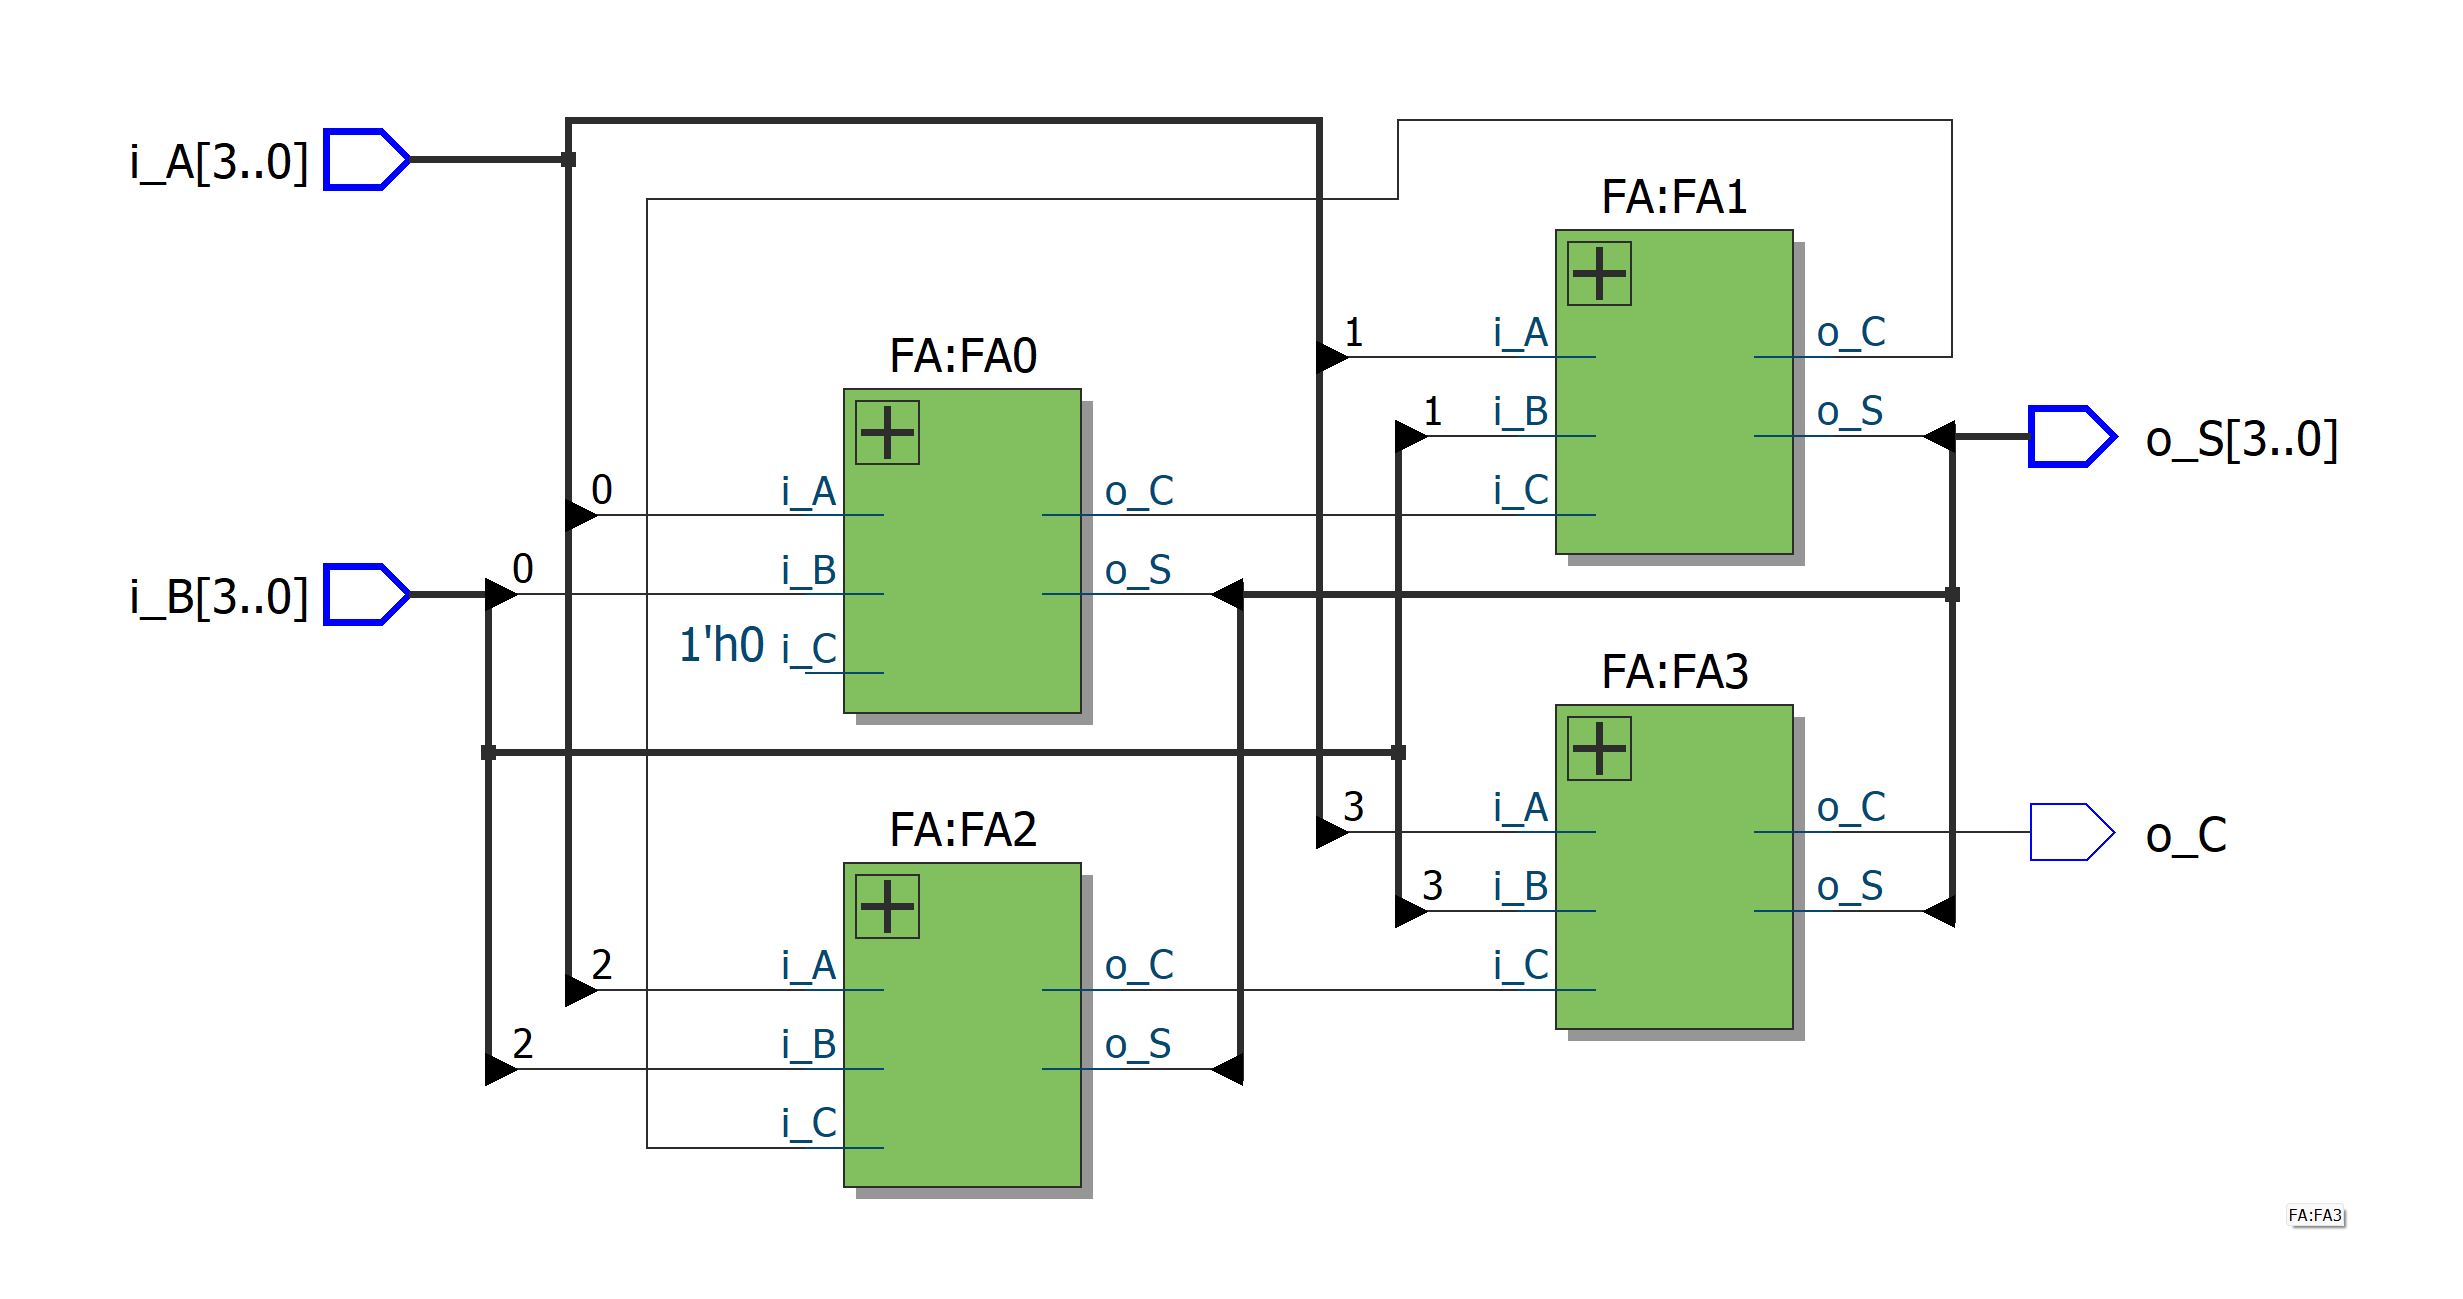 i_A[3..0]
FA:FA1
1 i_A o_C
FA:FA0
1 i_B o_S
o_S[3..0]
0 i_A o_C
i_C
i_B[3..0]
0 i_B o_S
1'h0 i_C
FA:FA3
3 i_A o_C
o_C
FA:FA2
3 i_B o_S
2 i_A o_C
i_C
2 i_B o_S
i_C
FA:FA3